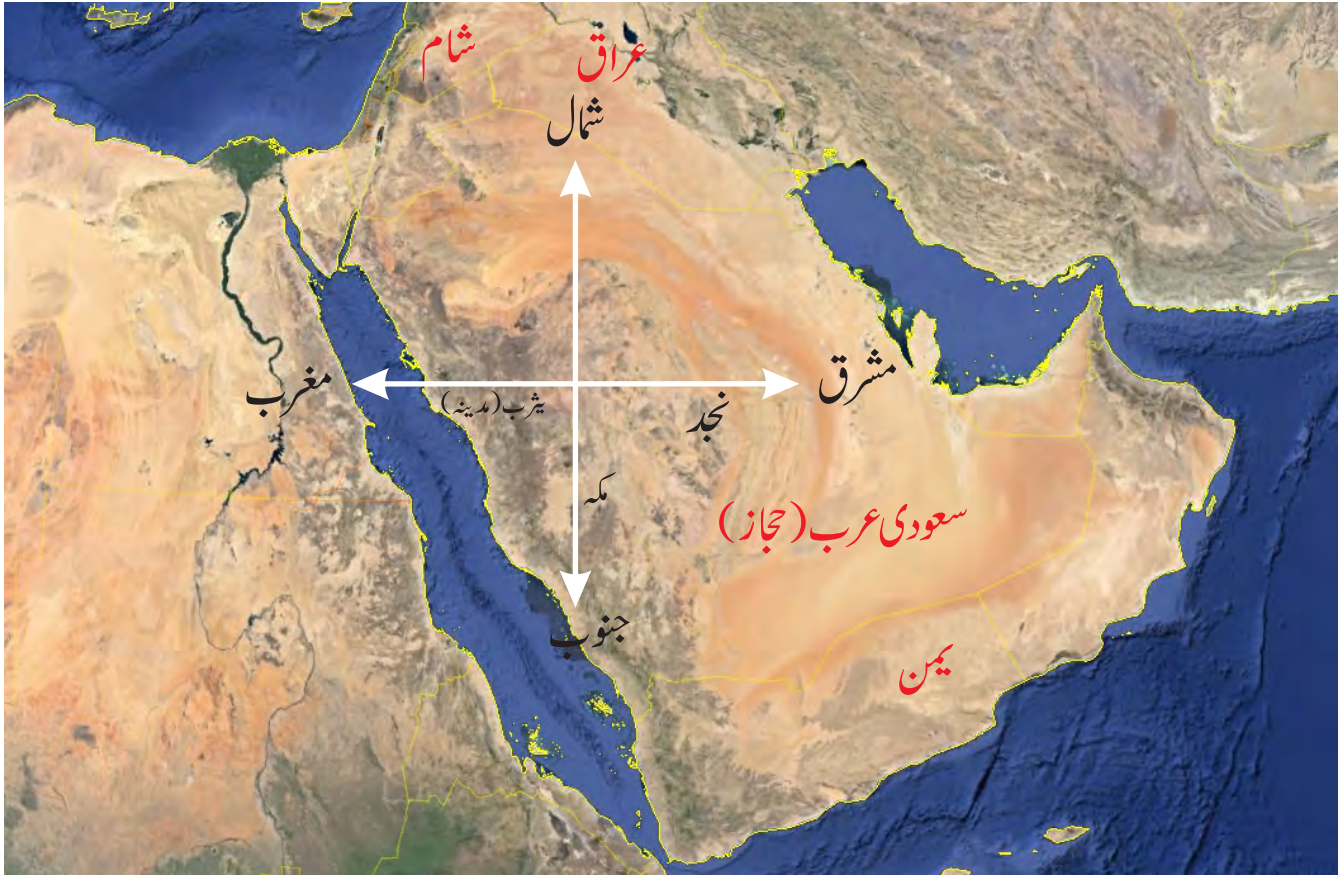 شام
عراق
شمال
مشرق
مغرب
یثرب (مدینہ)
نجد
مکہ
سعودی عرب (حجاز)
جنوب
یمن